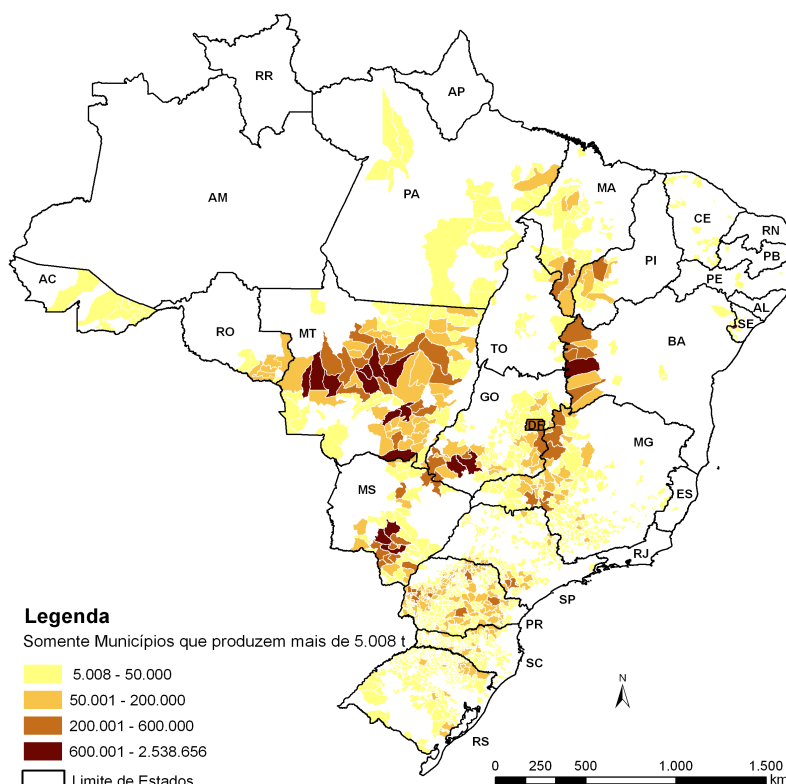 RR
AP
AM
PA
MA
CE
RN
PB
PI
PE
AC
AL
SE
RO
MT
TO
BA
GO
DF
MG
MS
ES
RJ
SP
PR
SC
RS
Legenda
Somente Municípios que produzem mais de 5.008 t
5.008 - 50.000
50.001 - 200.000
200.001 - 600.000
600.001 - 2.538.656
Limite de Estados
N
0 250 500 1.000 1.500
km